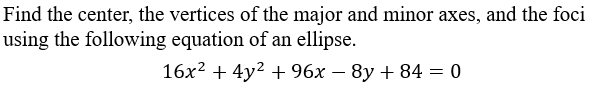 Find the center, the vertices of the major and minor axes, and the foci
using the following equation of an ellipse.
16x² + 4y² + 96x − 8y + 84 = 0